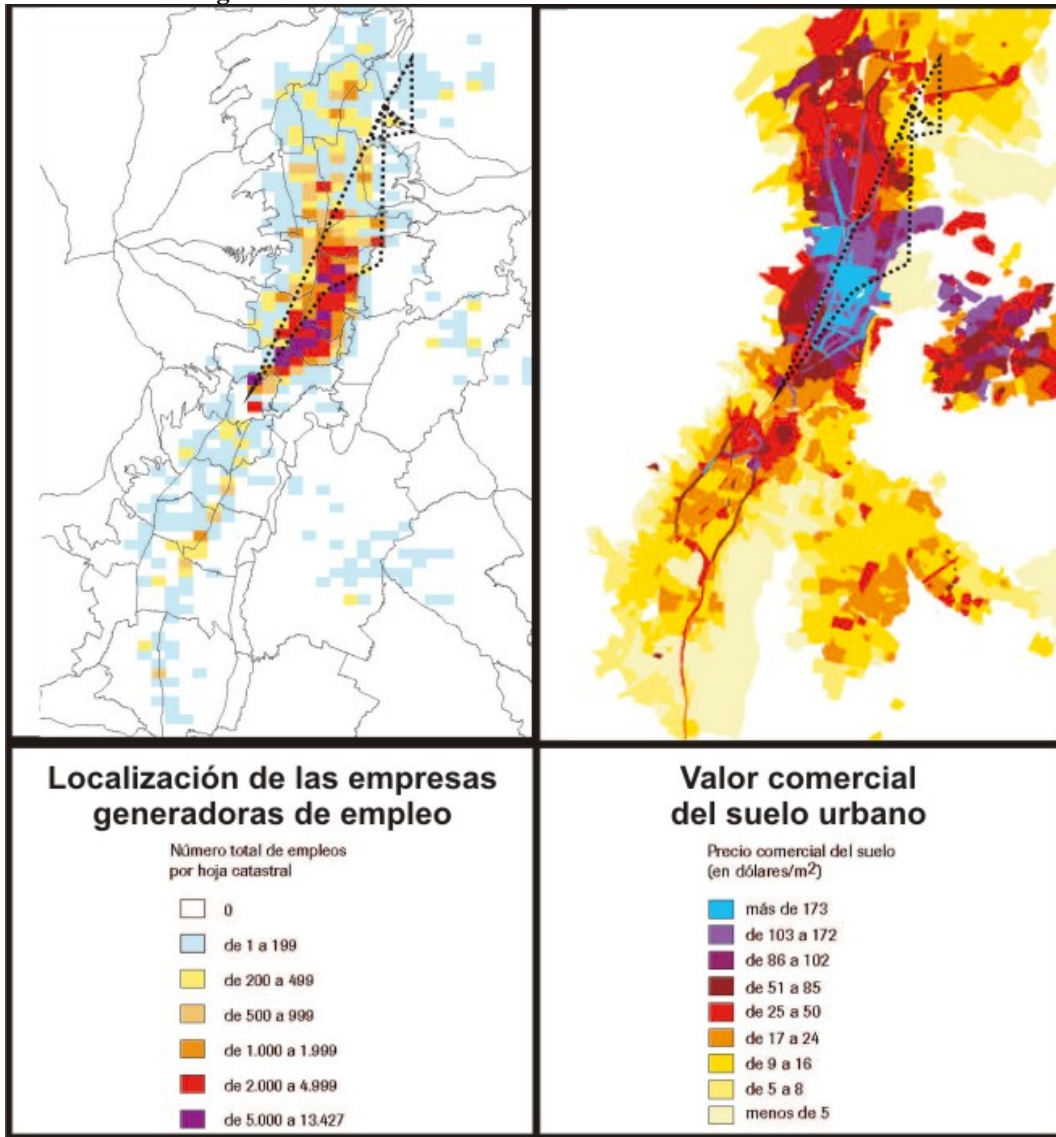 Localización de las empresas
generadoras de empleo
Número total de empleos
por hoja catastral
0
de 1 a 199
de 200 a 499
de 500 a 999
de 1.000 a 1.999
de 2.000 a 4.999
de 5.000 a 13.427
Valor comercial
del suelo urbano
Precio comercial del suelo
(en dólares/m2)
más de 173
de 103 a 172
de 86 a 102
de 51 a 85
de 25 a 50
de 17 a 24
de 9 a 16
de 5 a 8
menos de 5